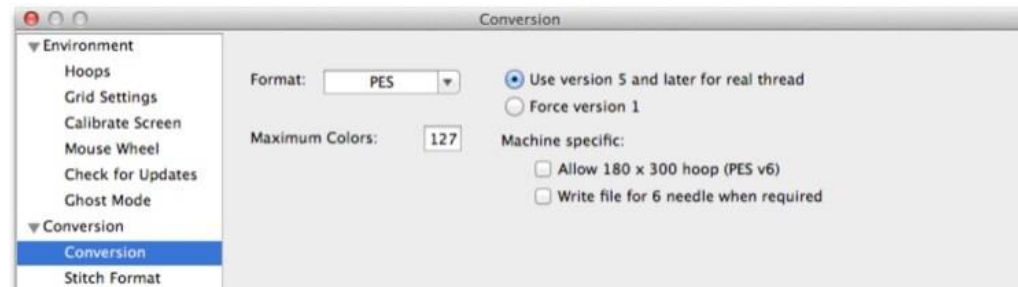 Conversion
Environment
Hoops
Grid Settings
Calibrate Screen
Mouse Wheel
Check for Updates
Ghost Mode
Conversion
Conversion
Stitch Format
Format: PES
Maximum Colors: 127
Use version 5 and later for real thread
Force version 1
Machine specific:
Allow 180 x 300 hoop (PES v6)
Write file for 6 needle when required